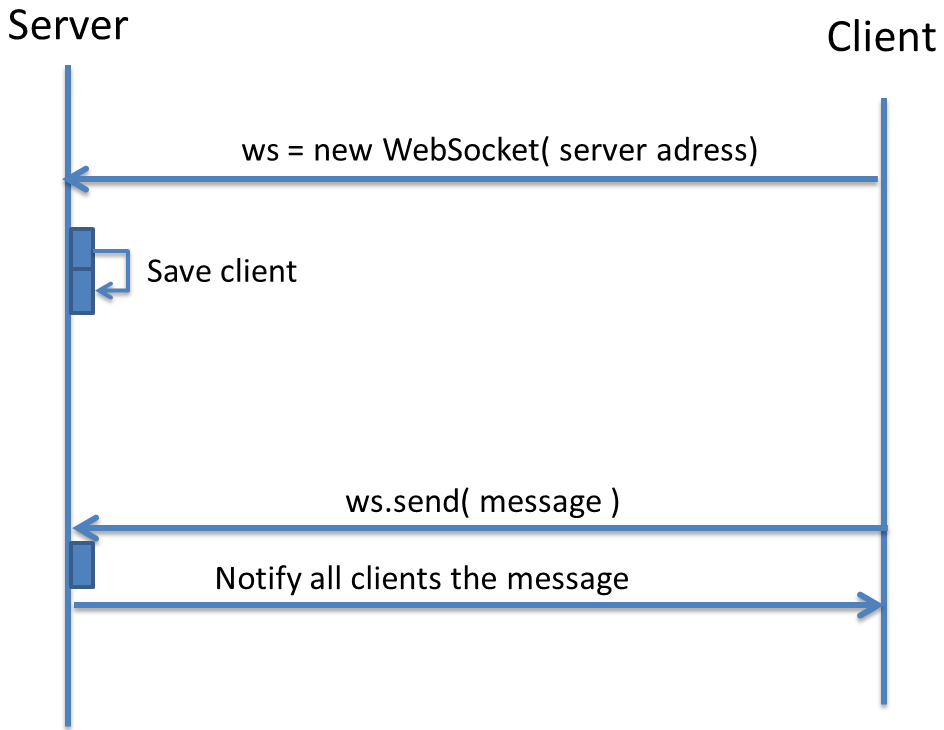 Server
Client
ws = new WebSocket( server adress)
Save client
ws.send( message )
Notify all clients the message